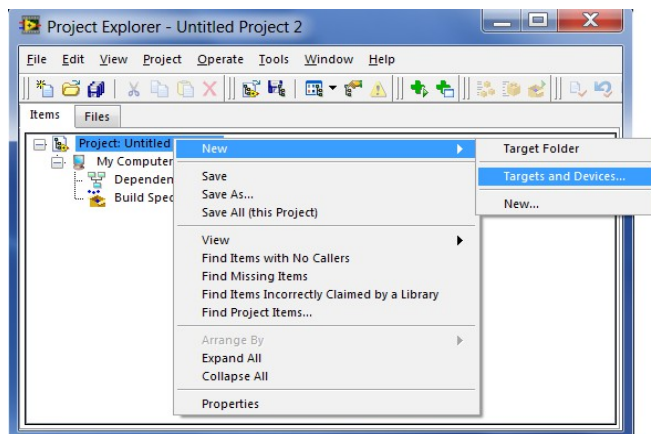 Project Explorer - Untitled Project 2
X
File Edit View Project Operate Tools Window Help
Items Files
Project: Untitled
My Computer
Dependen
Build Spec
New
Save
Save As...
Save All (this Project)
View
Find Items with No Callers
Find Missing Items
Find Items Incorrectly Claimed by a Library
Find Project Items...
Arrange By
Expand All
Collapse All
Properties
Target Folder
Targets and Devices...
New...